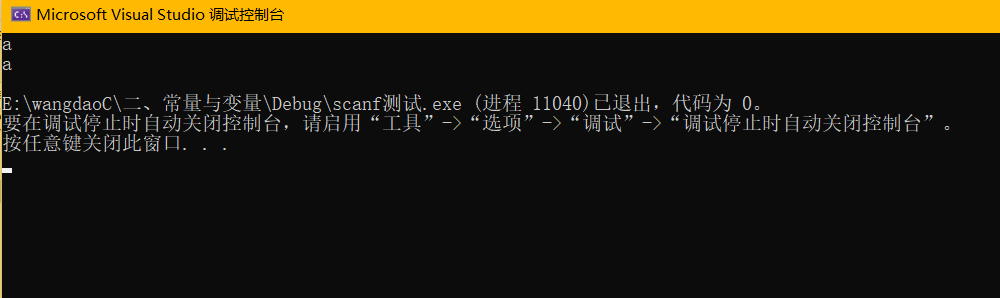 Microsoft Visual Studio 调试控制台
a
a
E:\wangdaoC\二、常量与变量\Debug\scanf测试.exe (进程 11040)已退出，代码为 0。
要在调试停止时自动关闭控制台，请启用“工具”->“选项”->“调试”->“调试停止时自动关闭控制台”。
按任意键关闭此窗口. . .